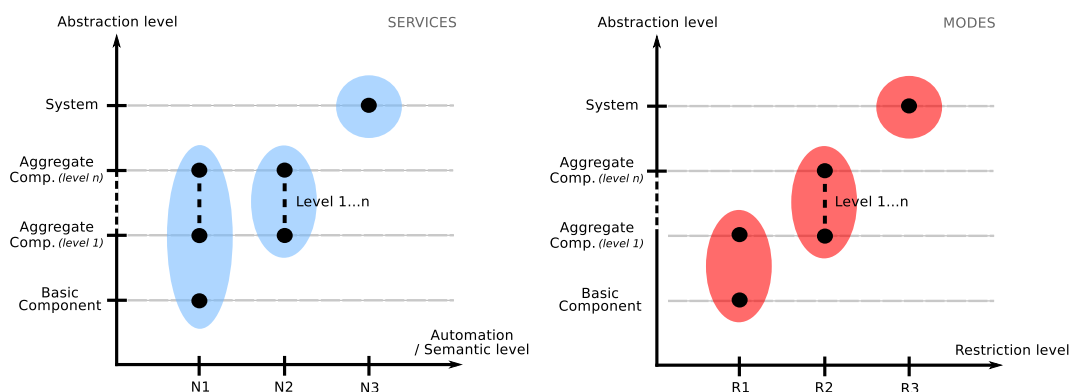 Abstraction level
SERVICES
System
Aggregate
Comp. (level n)
Level 1...n
Aggregate
Comp. (level 1)
Basic
Component
Automation
/ Semantic level
N1
N2
N3
Abstraction level
MODES
System
Aggregate
Comp. (level n)
Level 1...n
Aggregate
Comp. (level 1)
Basic
Component
Restriction level
R1
R2
R3